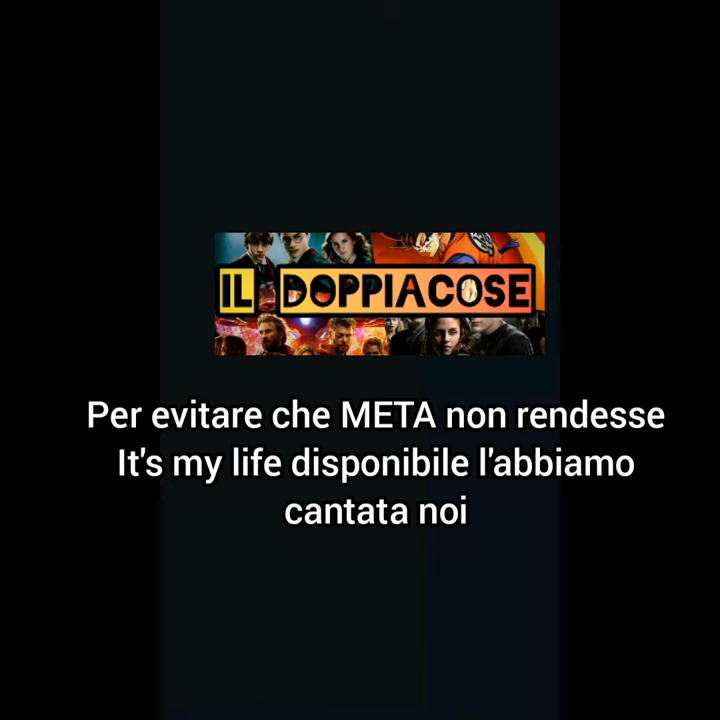 IL DOPPIACOSE
Per evitare che META non rendesse
It's my life disponibile l'abbiamo
cantata noi